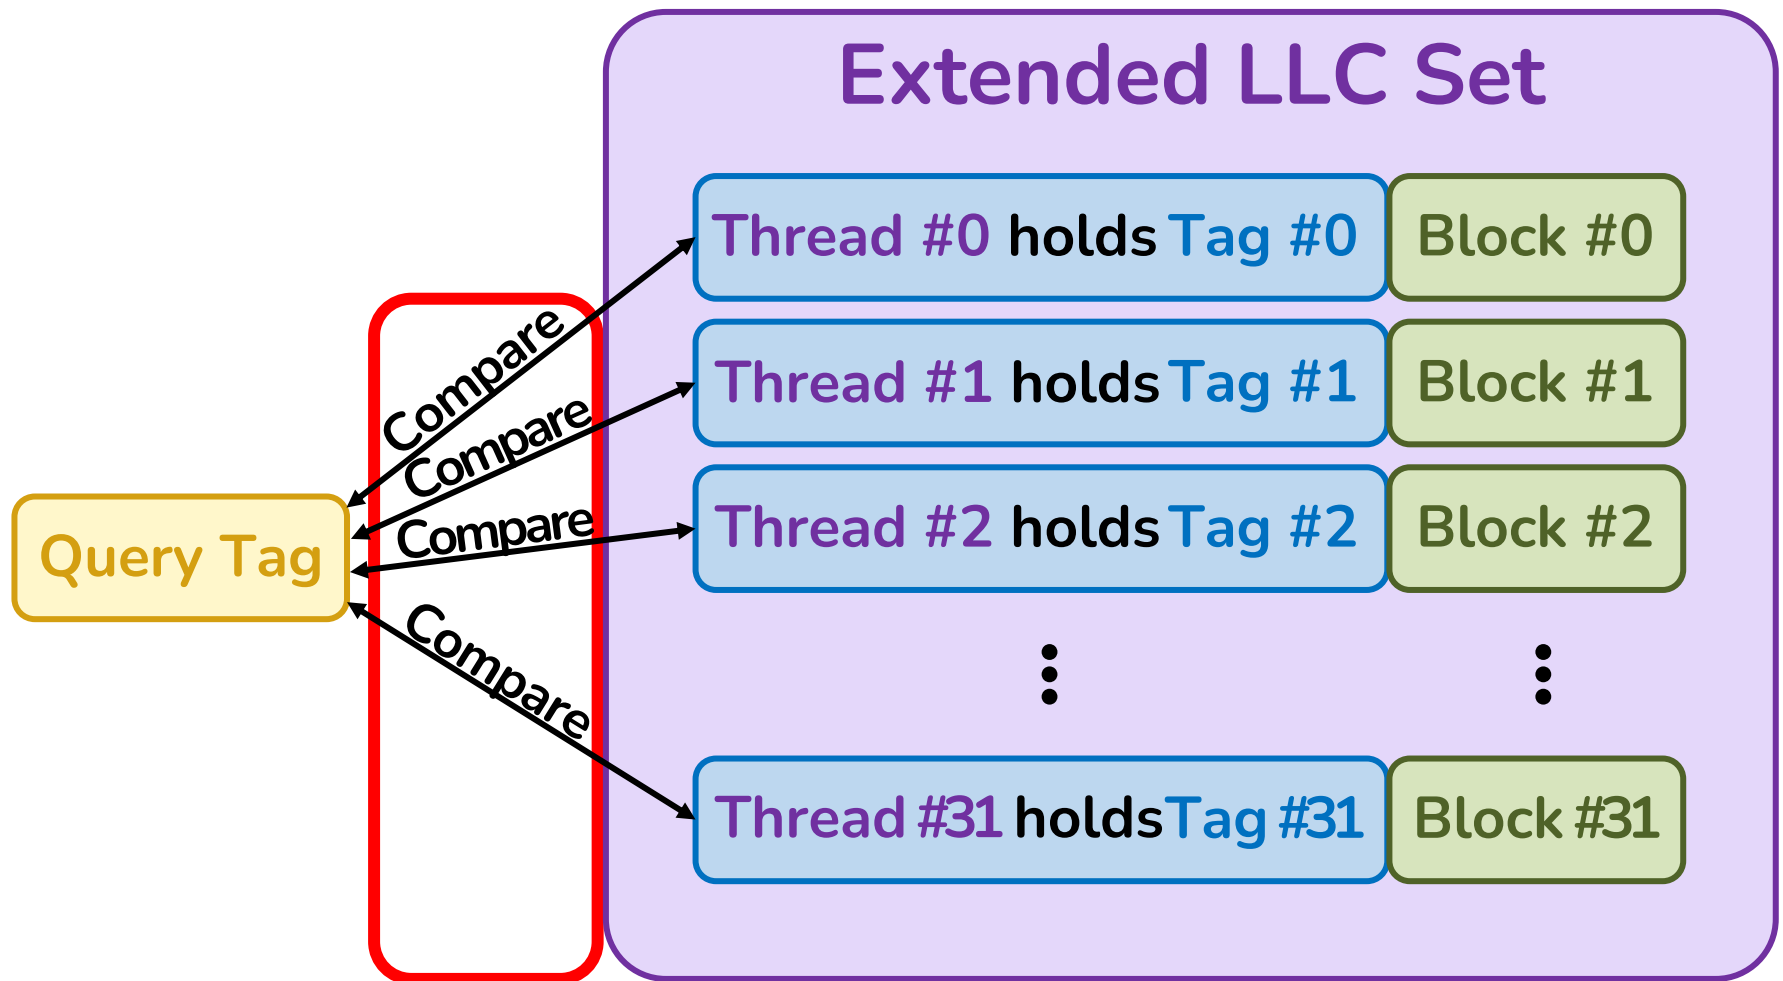 Extended LLC Set
Thread #0 holds Tag #0 Block #0
Compare
Thread #1 holds Tag #1 Block #1
Compare
Thread #2 holds Tag #2 Block #2
Compare
Query Tag
Compare
Thread #31 holds Tag #31 Block #31